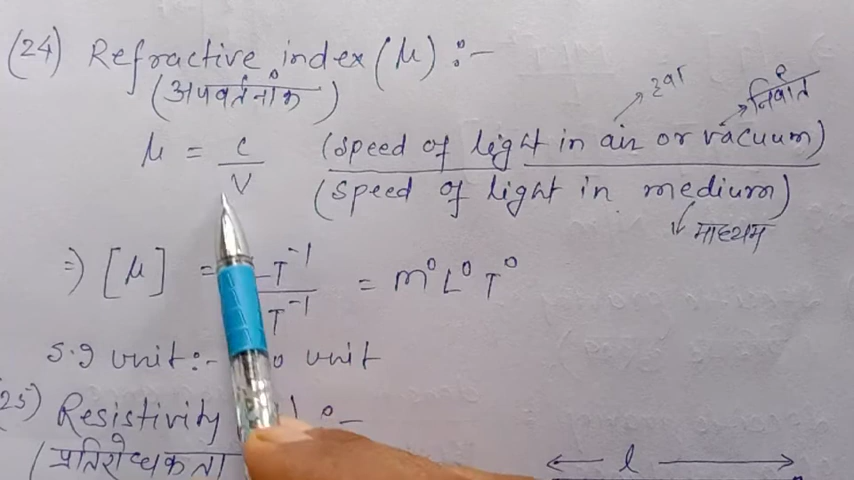 (24) Refractive index (μ) :-
(अपवर्तनांक)
हवा
निर्वात
μ = c/v (speed of light in air or vacuum)/(speed of light in medium)
माध्यम
⇒ [μ] = T⁻¹/T⁻¹ = M⁰L⁰T⁰
S.I unit:- unit
25) Resistivity :-
(प्रतिरोधकता
l